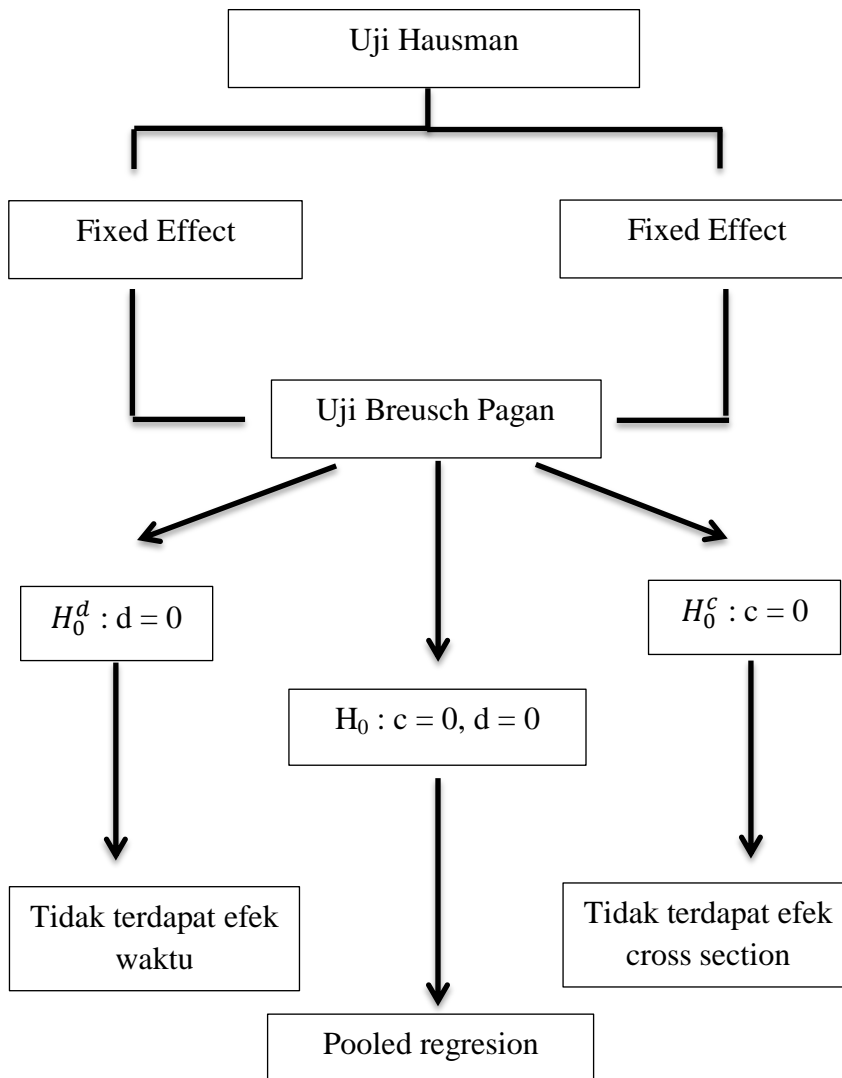 Uji Hausman
Fixed Effect
Fixed Effect
Uji Breusch Pagan
$H_0^d$ : d = 0
$H_0^c$ : c = 0
H₀ : c = 0, d = 0
Tidak terdapat efek
waktu
Tidak terdapat efek
cross section
Pooled regresion